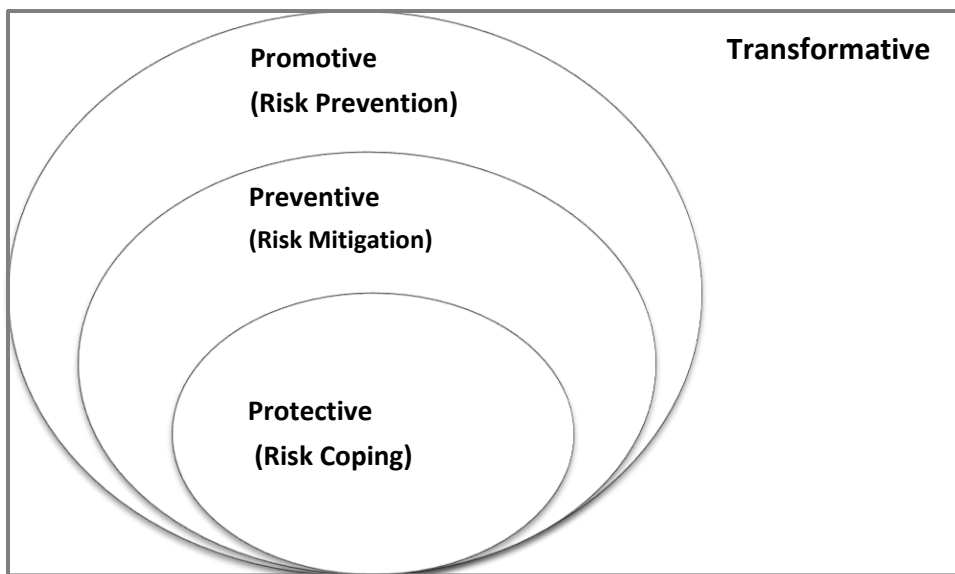 Promotive
(Risk Prevention)
Transformative
Preventive
(Risk Mitigation)
Protective
(Risk Coping)